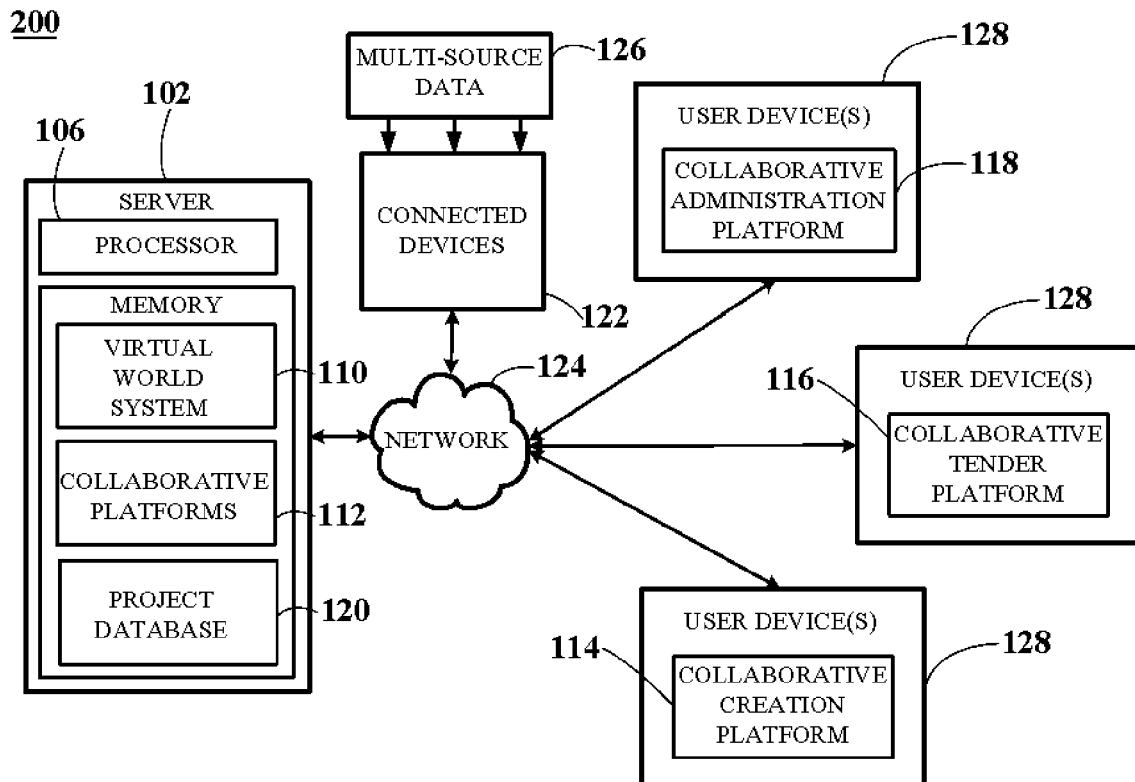 200
102
106
SERVER
PROCESSOR
MEMORY
VIRTUAL
WORLD
SYSTEM
110
COLLABORATIVE
PLATFORMS
112
PROJECT
DATABASE
120
MULTI-SOURCE
DATA
126
CONNECTED
DEVICES
122
124
NETWORK
128
USER DEVICE(S)
COLLABORATIVE
ADMINISTRATION
PLATFORM
118
128
USER DEVICE(S)
116
COLLABORATIVE
TENDER
PLATFORM
USER DEVICE(S)
114
COLLABORATIVE
CREATION
PLATFORM
128